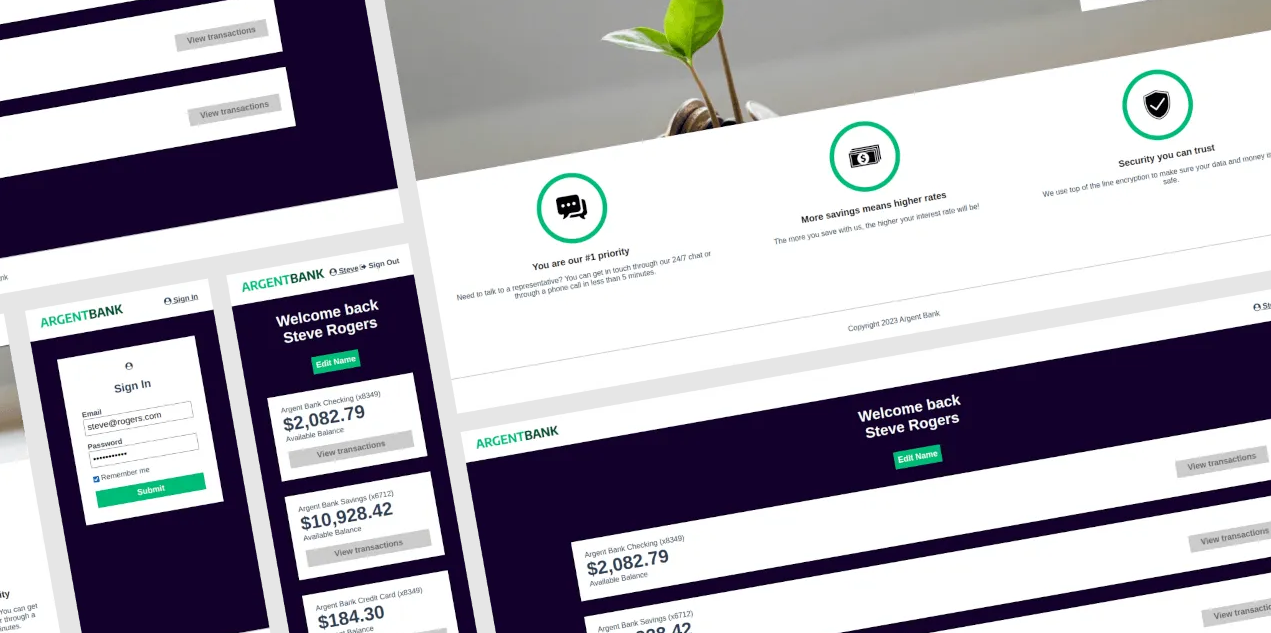 View transactions
View transactions
nk
ARGENTBANK
Sign In
Sign In
Email
steve@rogers.com
Password
Remember me
Submit
ity
You can get
r through a
inutes.
ARGENTBANK
Steve
Sign Out
Welcome back
Steve Rogers
Edit Name
Argent Bank Checking (x8349)
$2,082.79
Available Balance
View transactions
Argent Bank Savings (x6712)
$10,928.42
Available Balance
View transactions
Argent Bank Credit Card (x8349)
$184.30
t Balance
You are our #1 priority
Need to talk to a representative? You can get in touch through our 24/7 chat or
through a phone call in less than 5 minutes.
More savings means higher rates
The more you save with us, the higher your interest rate will be!
Security you can trust
We use top of the line encryption to make sure your data and money is
safe.
Copyright 2023 Argent Bank
ARGENTBANK
St
Welcome back
Steve Rogers
Edit Name
Argent Bank Checking (x8349)
$2,082.79
Available Balance
View transactions
Argent Bank Savings (x6712)
View transactions
View transactio